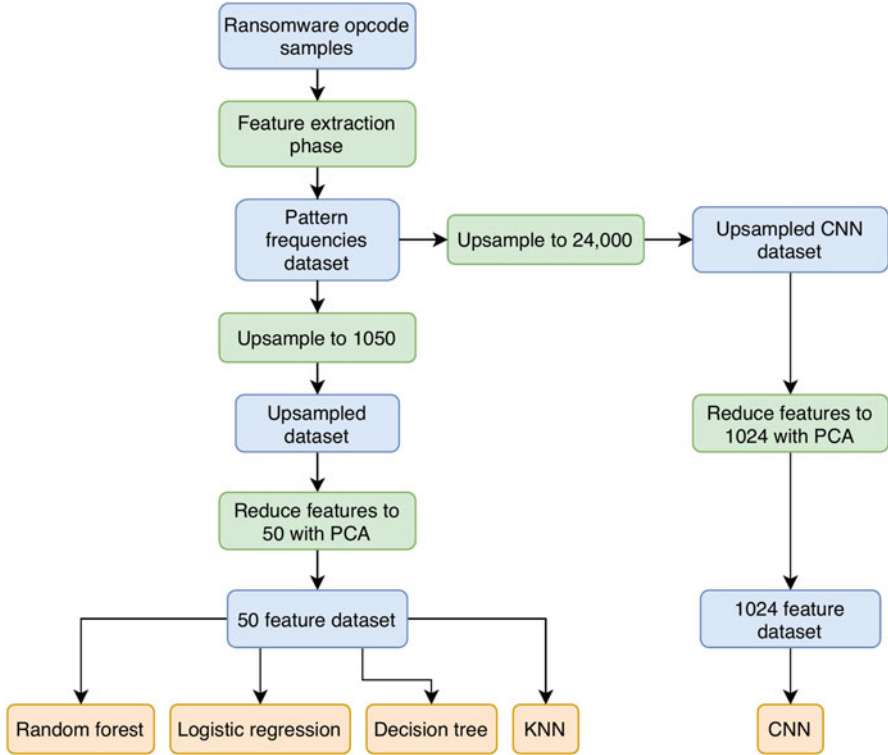 Ransomware opcode
samples
Feature extraction
phase
Pattern
frequencies
dataset
Upsample to 24,000
Upsampled CNN
dataset
Upsample to 1050
Upsampled
dataset
Reduce features to
1024 with PCA
Reduce features to
50 with PCA
50 feature dataset
1024 feature
dataset
Random forest
Logistic regression
Decision tree
KNN
CNN